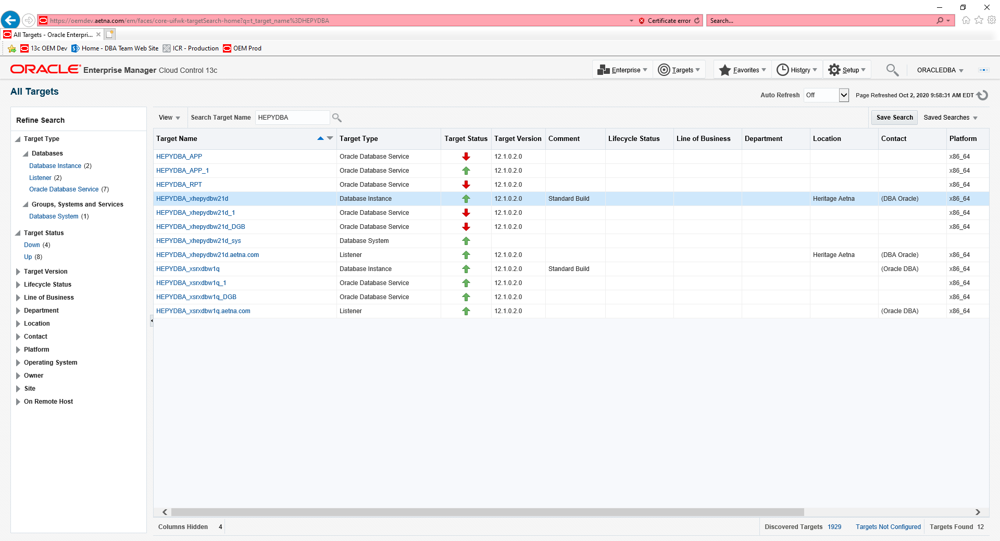 https://oemdev.aetna.com/em/faces/core-uifwk-targetSearch-home?q=t_target_name%3DHEPYDBA Certificate error Search...
All Targets - Oracle Enterpri...
13c OEM Dev Home - DBA Team Web Site ICR - Production OEM Prod
ORACLE Enterprise Manager Cloud Control 13c Enterprise Targets Favorites History Setup ORACLEDBA
All Targets
Auto Refresh Off Page Refreshed Oct 2, 2020 9:58:31 AM EDT
Refine Search
Target Type
Databases
Database Instance (2)
Listener (2)
Oracle Database Service (7)
Groups, Systems and Services
Database System (1)
Target Status
Down (4)
Up (8)
Target Version
Lifecycle Status
Line of Business
Department
Location
Contact
Platform
Operating System
Owner
Site
On Remote Host
View Search Target Name HEPYDBA Save Search Saved Searches
Target Name Target Type Target Status Target Version Comment Lifecycle Status Line of Business Department Location Contact Platform
HEPYDBA_APP Oracle Database Service 12.1.0.2.0 x86_64
HEPYDBA_APP_1 Oracle Database Service 12.1.0.2.0 x86_64
HEPYDBA_RPT Oracle Database Service 12.1.0.2.0 x86_64
HEPYDBA_xhepydbw21d Database Instance 12.1.0.2.0 Standard Build Heritage Aetna (DBA Oracle) x86_64
HEPYDBA_xhepydbw21d_1 Oracle Database Service 12.1.0.2.0 x86_64
HEPYDBA_xhepydbw21d_DGB Oracle Database Service 12.1.0.2.0 x86_64
HEPYDBA_xhepydbw21d_sys Database System
HEPYDBA_xhepydbw21d.aetna.com Listener 12.1.0.2.0 Heritage Aetna (DBA Oracle) x86_64
HEPYDBA_xsrxdbw1q Database Instance 12.1.0.2.0 Standard Build (Oracle DBA) x86_64
HEPYDBA_xsrxdbw1q_1 Oracle Database Service 12.1.0.2.0 x86_64
HEPYDBA_xsrxdbw1q_DGB Oracle Database Service 12.1.0.2.0 x86_64
HEPYDBA_xsrxdbw1q.aetna.com Listener 12.1.0.2.0 (Oracle DBA) x86_64
Columns Hidden 4 Discovered Targets 1929 Targets Not Configured Targets Found 12